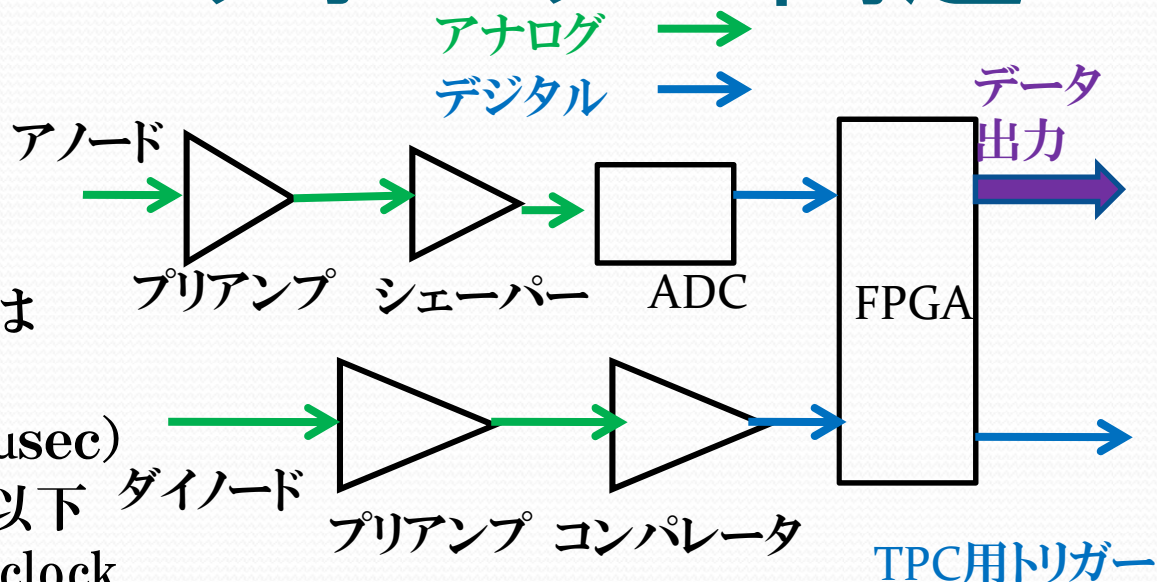 アナログ
デジタル
データ
出力
アノード
プリアンプ
シェーパー
ADC
FPGA
は
μsec)
以下
clock
ダイノード
プリアンプ
コンパレータ
TPC用トリガー